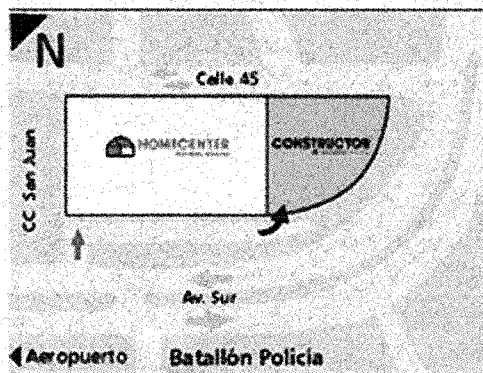 N
Calle 45
CC San Juan
HOMECENTER
CONSTRUCTOR
Av. Sur
Aeropuerto
Batallón Policía